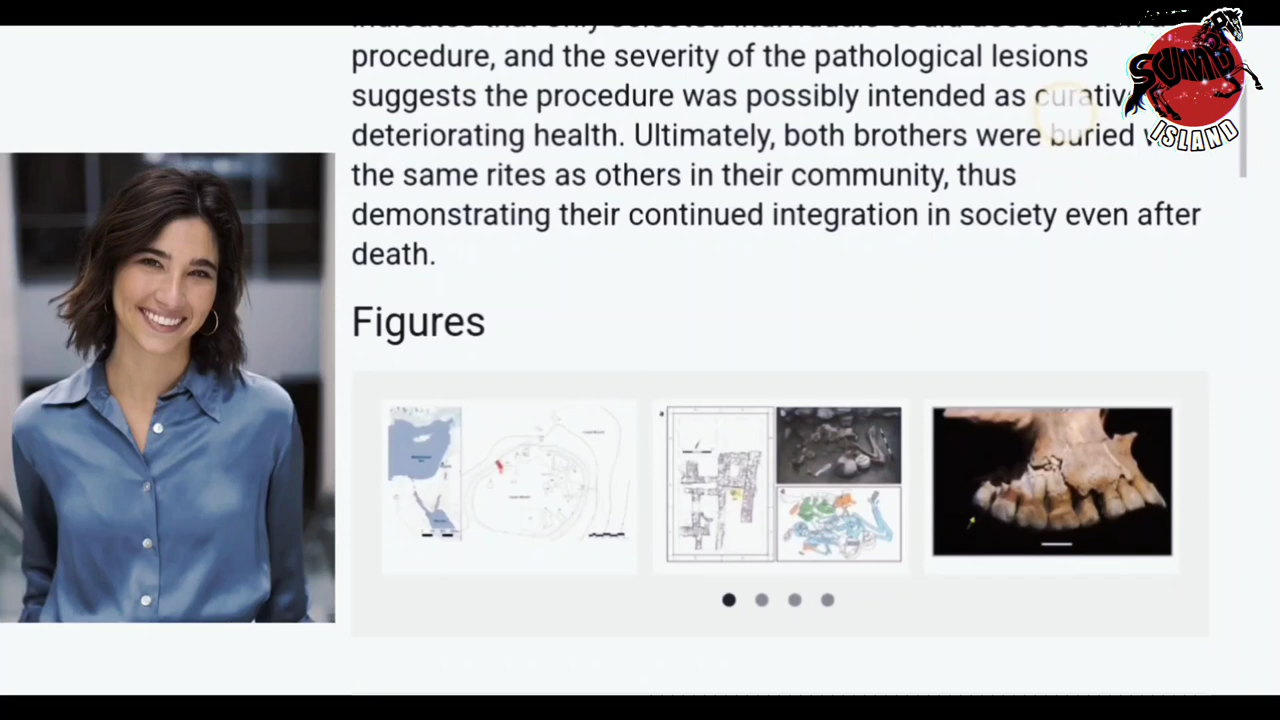 procedure, and the severity of the pathological lesions
suggests the procedure was possibly intended as curativ
deteriorating health. Ultimately, both brothers were buried
the same rites as others in their community, thus
demonstrating their continued integration in society even after
death.
Figures
SUMB
ISLAND